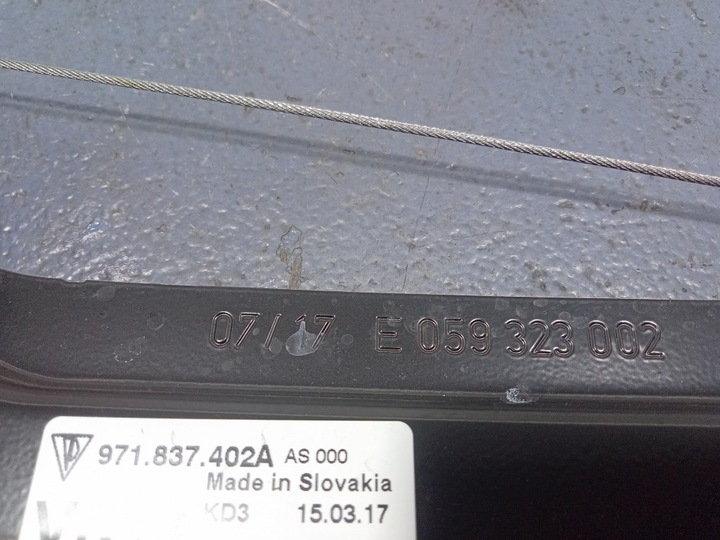 07/17 E 059 323 002
971.837.402A AS 000
Made in Slovakia
KD3 15.03.17